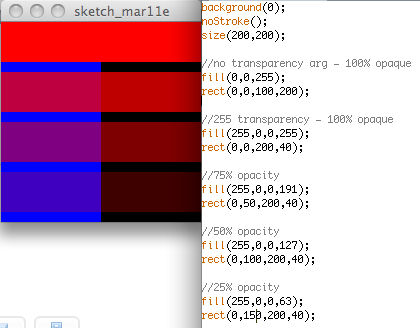 sketch_mar11e
background(0);
noStroke();
size(200,200);
//no transparency arg – 100% opaque
fill(0,0,255);
rect(0,0,100,200);
//255 transparency – 100% opaque
fill(255,0,0,255);
rect(0,0,200,40);
//75% opacity
fill(255,0,0,191);
rect(0,50,200,40);
//50% opacity
fill(255,0,0,127);
rect(0,100,200,40);
//25% opacity
fill(255,0,0,63);
rect(0,150,200,40);